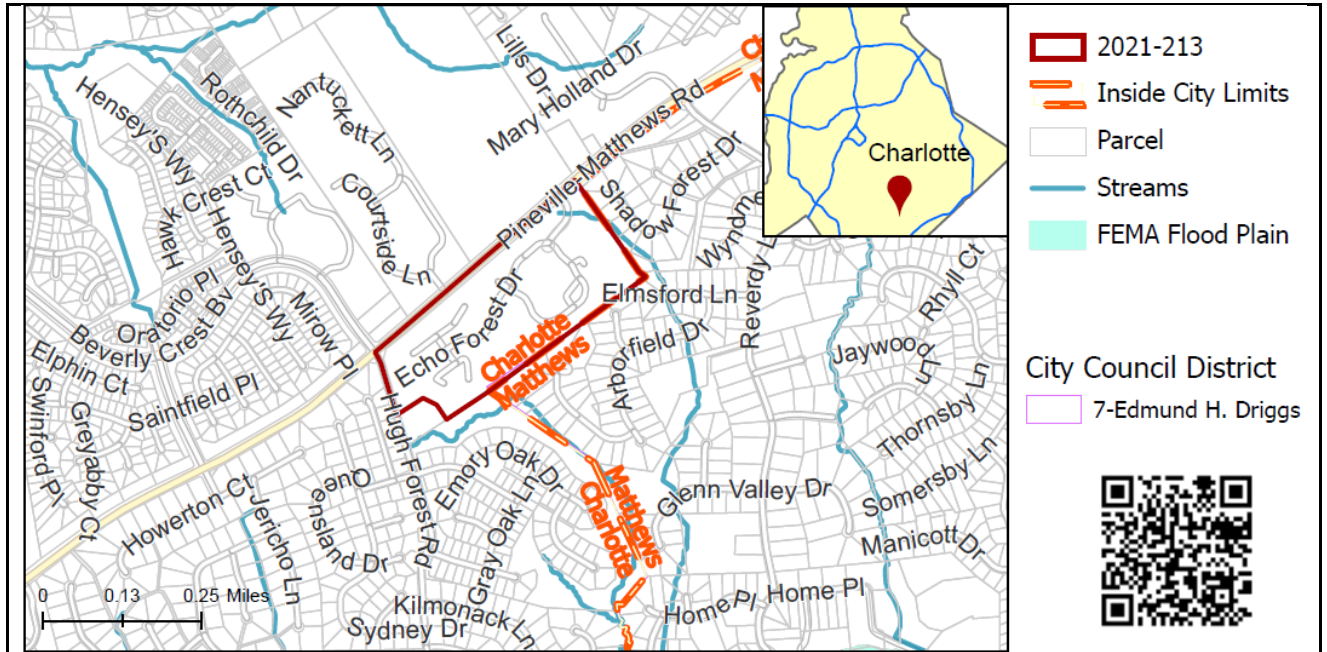 Lills Dr
Mary Holland Dr
Nantuckett Ln
Rothchild Dr
Hensey'S Wy
Hawk Crest Ct
Courtside Ln
Pineville-Matthews Rd
Shadow Forest Dr
Reverdy L
Elmsford Ln
Rhyll Ct
Hensey'S Wy
Oratorio Pl
Beverly Crest Bv
Mirow Pl
Elphin Ct
Saintfield Pl
Swinford Pl
Greyabby Ct
Echo Forest Dr
Charlotte
Matthews
Arborfield Dr
Jaywood Ln
Thornsby Ln
Hugh Forest Rd
Howerton Ct
Jericho Ln
Queensland Dr
Emory Oak Dr
Gray Oak Ln
Matthews
Charlotte
Glenn Valley Dr
Somersby Ln
Manicott Dr
Home Pl
Home Pl
Kilmonack Ln
Sydney Dr
0 0.13 0.25 Miles
Charlotte
2021-213
Inside City Limits
Parcel
Streams
FEMA Flood Plain
City Council District
7-Edmund H. Driggs